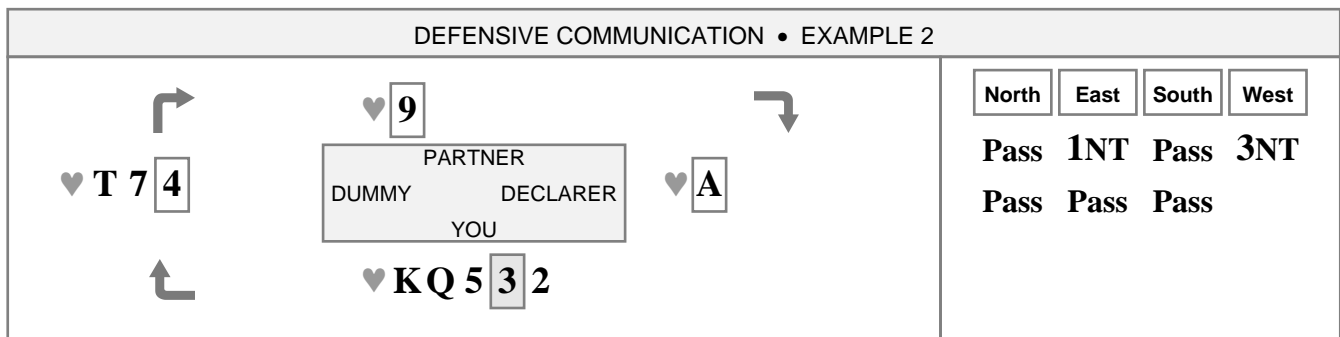 DEFENSIVE COMMUNICATION • EXAMPLE 2
North East South West
Pass 1NT Pass 3NT
Pass Pass Pass
♥ 9
PARTNER
♥ T 7 4
DUMMY DECLARER
♥ A
YOU
♥ K Q 5 3 2